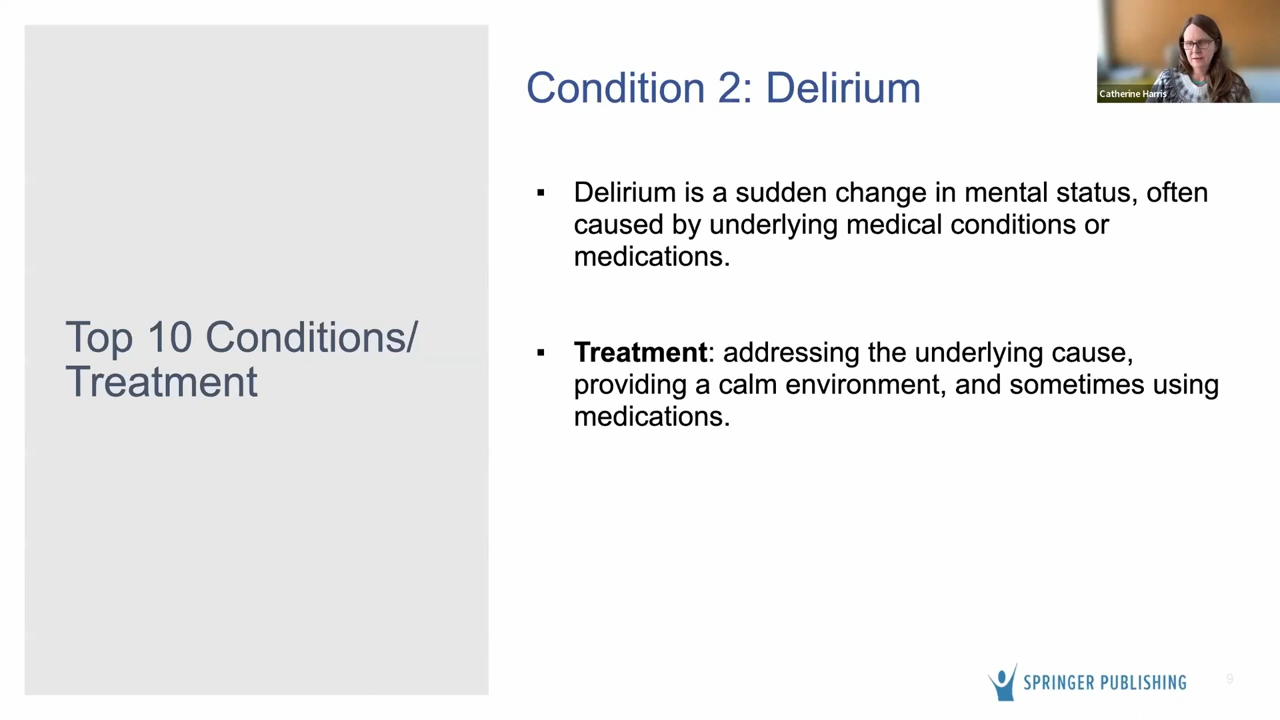 Condition 2: Delirium
Catherine Harris
▪ Delirium is a sudden change in mental status, often
caused by underlying medical conditions or
medications.
Top 10 Conditions/
Treatment
▪ Treatment: addressing the underlying cause,
providing a calm environment, and sometimes using
medications.
SPRINGER PUBLISHING
9